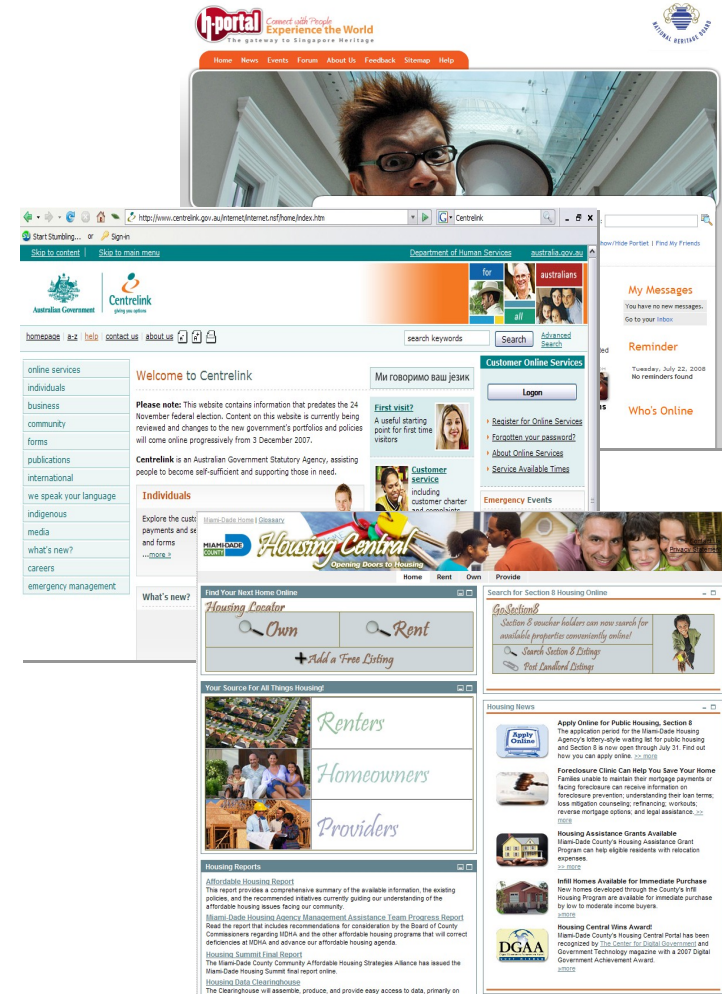 h-portal
Connect with People
Experience the World
The gateway to Singapore Heritage
NATIONAL HERITAGE BOARD
Home News Events Forum About Us Feedback Sitemap Help
how/Hide Portlet | Find My Friends
My Messages
You have no new messages.
Go to your Inbox
Reminder
Tuesday, July 22, 2008
No reminders found
Who's Online
http://www.centrelink.gov.au/internet/internet.nsf/home/index.htm
Centrelink
Start Stumbling... or Sign-in
Skip to content | Skip to main menu
Department of Human Services australia.gov.au
Australian Government
Centrelink
giving you options
for
australians
all
homepage | a-z | help | contact us | about us
search keywords
Search
Advanced Search
online services
individuals
business
community
forms
publications
international
we speak your language
indigenous
media
what's new?
careers
emergency management
Welcome to Centrelink
Please note: This website contains information that predates the 24
November federal election. Content on this website is currently being
reviewed and changes to the new government's portfolios and policies
will come online progressively from 3 December 2007.
Centrelink is an Australian Government Statutory Agency, assisting
people to become self-sufficient and supporting those in need.
Individuals
Explore the custo
payments and se
and forms
...more »
What's new?
Ми говоримо ваш језик
First visit?
A useful starting
point for first time
visitors
Customer
service
including
customer charter
and complaints
Customer Online Services
Logon
Register for Online Services
Forgotten your password?
About Online Services
Service Available Times
Emergency Events
Miami-Dade Home | Glossary
MIAMI-DADE
COUNTY
Housing Central
Opening Doors to Housing
Privacy Statement
Home Rent Own Provide
Find Your Next Home Online
Housing Locator
Own
Rent
Add a Free Listing
Your Source For All Things Housing!
Renters
Homeowners
Providers
Housing Reports
Affordable Housing Report
This report provides a comprehensive summary of the available information, the existing
policies, and the recommended initiatives currently guiding our understanding of the
affordable housing issues facing our community.
Miami-Dade Housing Agency Management Assistance Team Progress Report
Read the report that includes recommendations for consideration by the Board of County
Commissioners regarding MDHA and the other affordable housing programs that will correct
deficiencies at MDHA and advance our affordable housing agenda.
Housing Summit Final Report
The Miami-Dade County Community Affordable Housing Strategies Alliance has issued the
Miami-Dade Housing Summit final report online.
Housing Data Clearinghouse
The Clearinghouse will assemble, produce, and provide easy access to data, primarily on
Search for Section 8 Housing Online
GoSection8
Section 8 voucher holders can now search for
available properties conveniently online!
Search Section 8 Listings
Post Landlord Listings
Housing News
Apply
Online
Apply Online for Public Housing, Section 8
The application period for the Miami-Dade Housing
Agency's lottery-style waiting list for public housing
and Section 8 is now open through July 31. Find out
how you can apply online. >> more
Foreclosure Clinic Can Help You Save Your Home
Families unable to maintain their mortgage payments or
facing foreclosure can receive information on
foreclosure prevention; understanding their loan terms;
loss mitigation counseling; refinancing; workouts;
reverse mortgage options; and legal assistance. >>
more
Housing Assistance Grants Available
Miami-Dade County's Housing Assistance Grant
Program can help eligible residents with relocation
expenses.
>> more
Infill Homes Available for Immediate Purchase
New homes developed through the County's Infill
Housing Program are available for immediate purchase
by low to moderate income buyers.
>more
DGAA
Housing Central Wins Award!
Miami-Dade County's Housing Central Portal has been
recognized by The Center for Digital Government and
Government Technology magazine with a 2007 Digital
Government Achievement Award.
>more